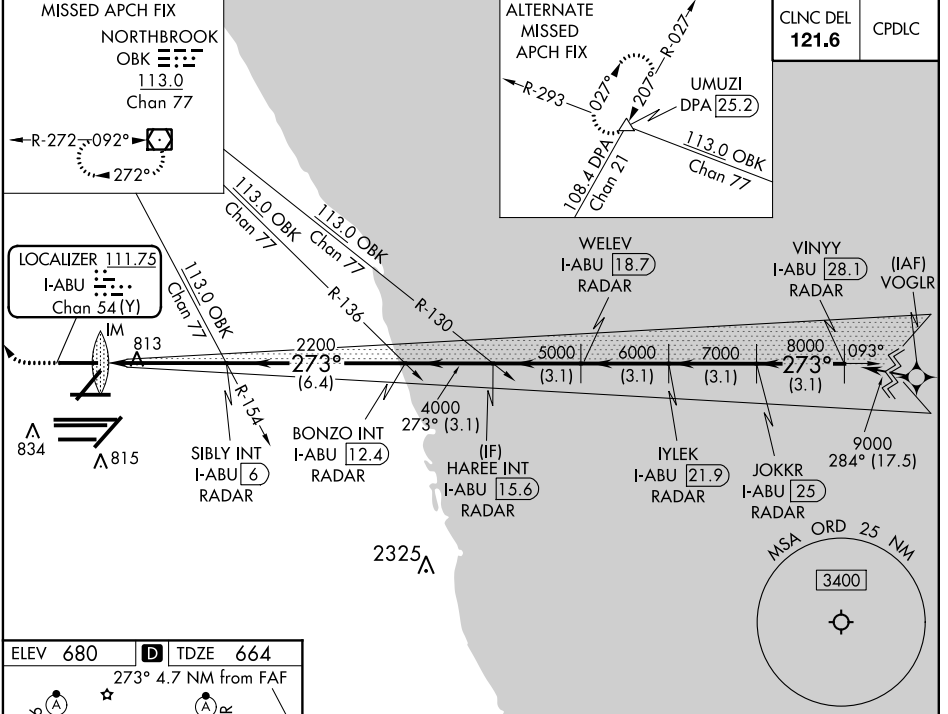 MISSED APCH FIX
NORTHBROOK
OBK
113.0
Chan 77
R-272
092°
272°
ALTERNATE
MISSED
APCH FIX
R-027
R-293
027°
207°
UMUZI
DPA 25.2
108.4 DPA
Chan 21
113.0 OBK
Chan 77
CLNC DEL
121.6
CPDLC
LOCALIZER 111.75
I-ABU
Chan 54 (Y)
113.0 OBK
Chan 77
113.0 OBK
Chan 77
113.0 OBK
Chan 77
R-136
R-130
R-154
WELEV
I-ABU 18.7
RADAR
VINYY
I-ABU 28.1
RADAR
(IAF)
VOGLR
IM
813
2200
273°
(6.4)
4000
273° (3.1)
5000
(3.1)
6000
(3.1)
7000
(3.1)
8000
273°
(3.1)
093°
9000
284° (17.5)
834
815
SIBLY INT
I-ABU 6
RADAR
BONZO INT
I-ABU 12.4
RADAR
(IF)
HAREE INT
I-ABU 15.6
RADAR
IYLEK
I-ABU 21.9
RADAR
JOKKR
I-ABU 25
RADAR
2325
MSA ORD 25 NM
3400
ELEV 680
D
TDZE 664
273° 4.7 NM from FAF
A
A